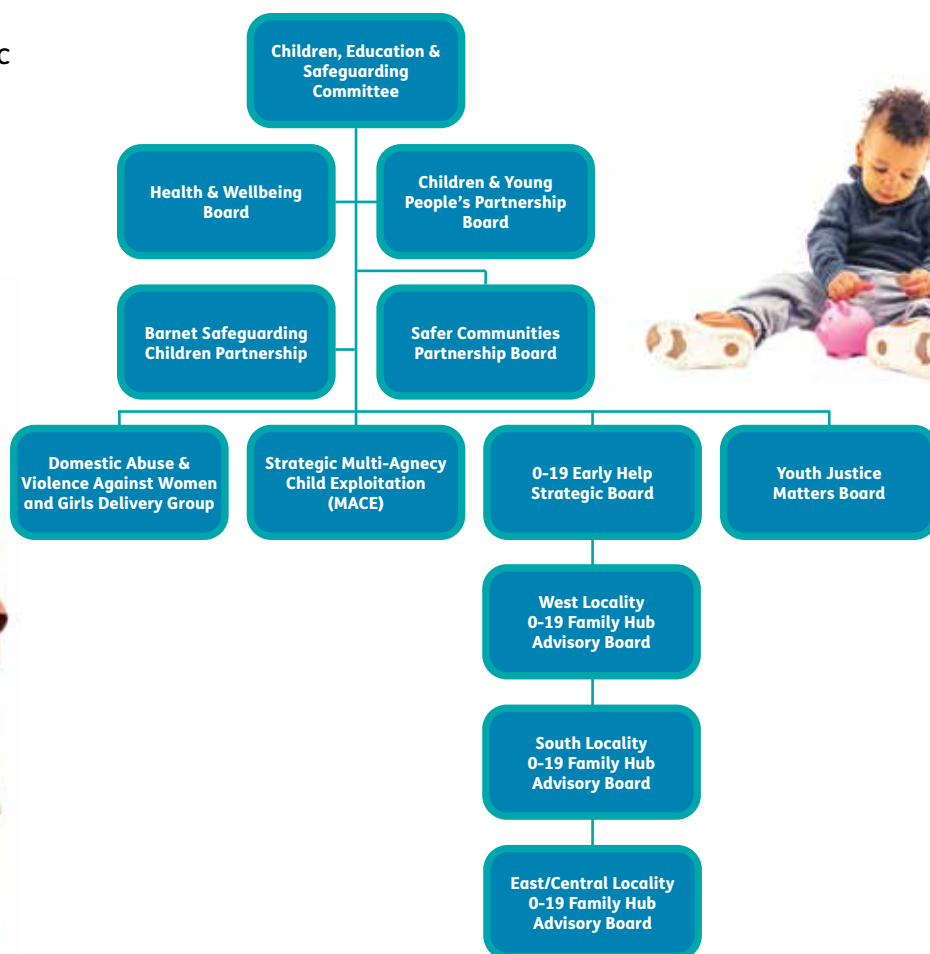 c
Children, Education &
Safeguarding
Committee
Health & Wellbeing
Board
Children & Young
People's Partnership
Board
Barnet Safeguarding
Children Partnership
Safer Communities
Partnership Board
Domestic Abuse &
Violence Against Women
and Girls Delivery Group
Strategic Multi-Agnecy
Child Exploitation
(MACE)
0-19 Early Help
Strategic Board
Youth Justice
Matters Board
West Locality
0-19 Family Hub
Advisory Board
South Locality
0-19 Family Hub
Advisory Board
East/Central Locality
0-19 Family Hub
Advisory Board